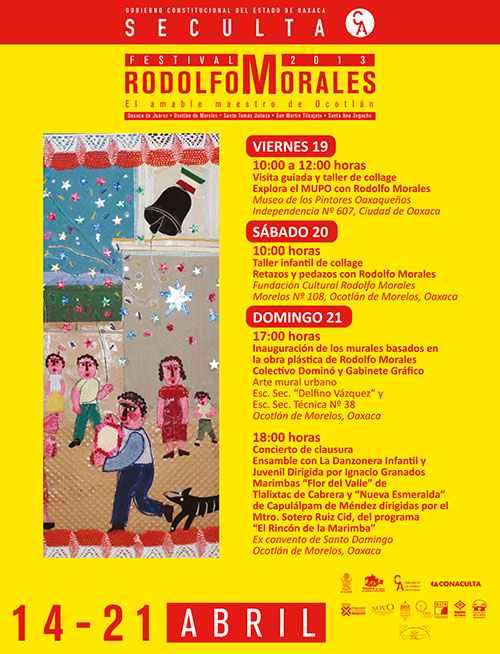 GOBIERNO CONSTITUCIONAL DEL ESTADO DE OAXACA
SECULTA
CA
FESTIVAL 2013
RODOLFO MORALES
El amable maestro de Ocotlán
Oaxaca de Juárez • Ocotlán de Morelos • Santo Tomás Jalieza • San Martín Tilcajete • Santa Ana Zegache
VIERNES 19
10:00 a 12:00 horas
Visita guiada y taller de collage
Explora el MUPO con Rodolfo Morales
Museo de los Pintores Oaxaqueños
Independencia Nº 607, Ciudad de Oaxaca
SÁBADO 20
10:00 horas
Taller infantil de collage
Retazos y pedazos con Rodolfo Morales
Fundación Cultural Rodolfo Morales
Morelos Nº 108, Ocotlán de Morelos, Oaxaca
DOMINGO 21
17:00 horas
Inauguración de los murales basados en
la obra plástica de Rodolfo Morales
Colectivo Dominó y Gabinete Gráfico
Arte mural urbano
Esc. Sec. “Delfino Vázquez” y
Esc. Sec. Técnica Nº 38
Ocotlán de Morelos, Oaxaca
18:00 horas
Concierto de clausura
Ensamble con La Danzonera Infantil y
Juvenil Dirigida por Ignacio Granados
Marimbas “Flor del Valle” de
Tlalixtac de Cabrera y “Nueva Esmeralda”
de Capulálpam de Méndez dirigidas por el
Mtro. Sotero Ruiz Cid, del programa
“El Rincón de la Marimba”
Ex convento de Santo Domingo
Ocotlán de Morelos, Oaxaca
CA
CONACULTA
NOVO
14-21 ABRIL